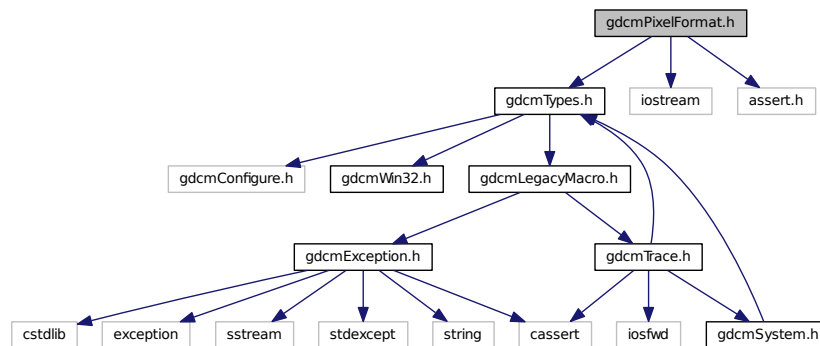 gdcmPixelFormat.h
gdcmTypes.h
iostream
assert.h
gdcmConfigure.h
gdcmWin32.h
gdcmLegacyMacro.h
gdcmException.h
gdcmTrace.h
cstdlib
exception
sstream
stdexcept
string
cassert
iosfwd
gdcmSystem.h